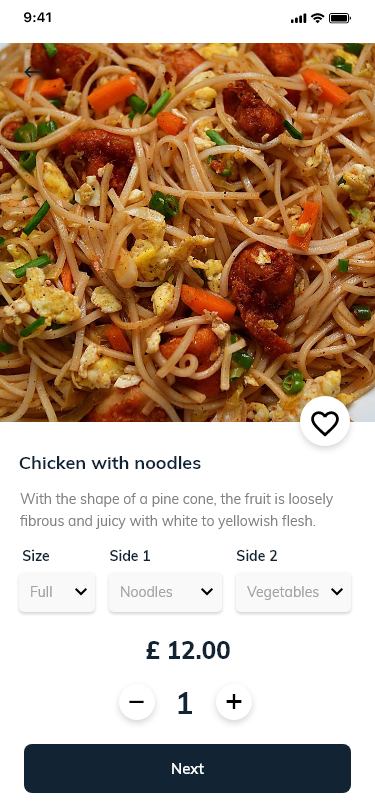 9:41
Chicken with noodles
With the shape of a pine cone, the fruit is loosely
fibrous and juicy with white to yellowish flesh.
Size Side 1 Side 2
Full Noodles Vegetables
£ 12.00
1
Next